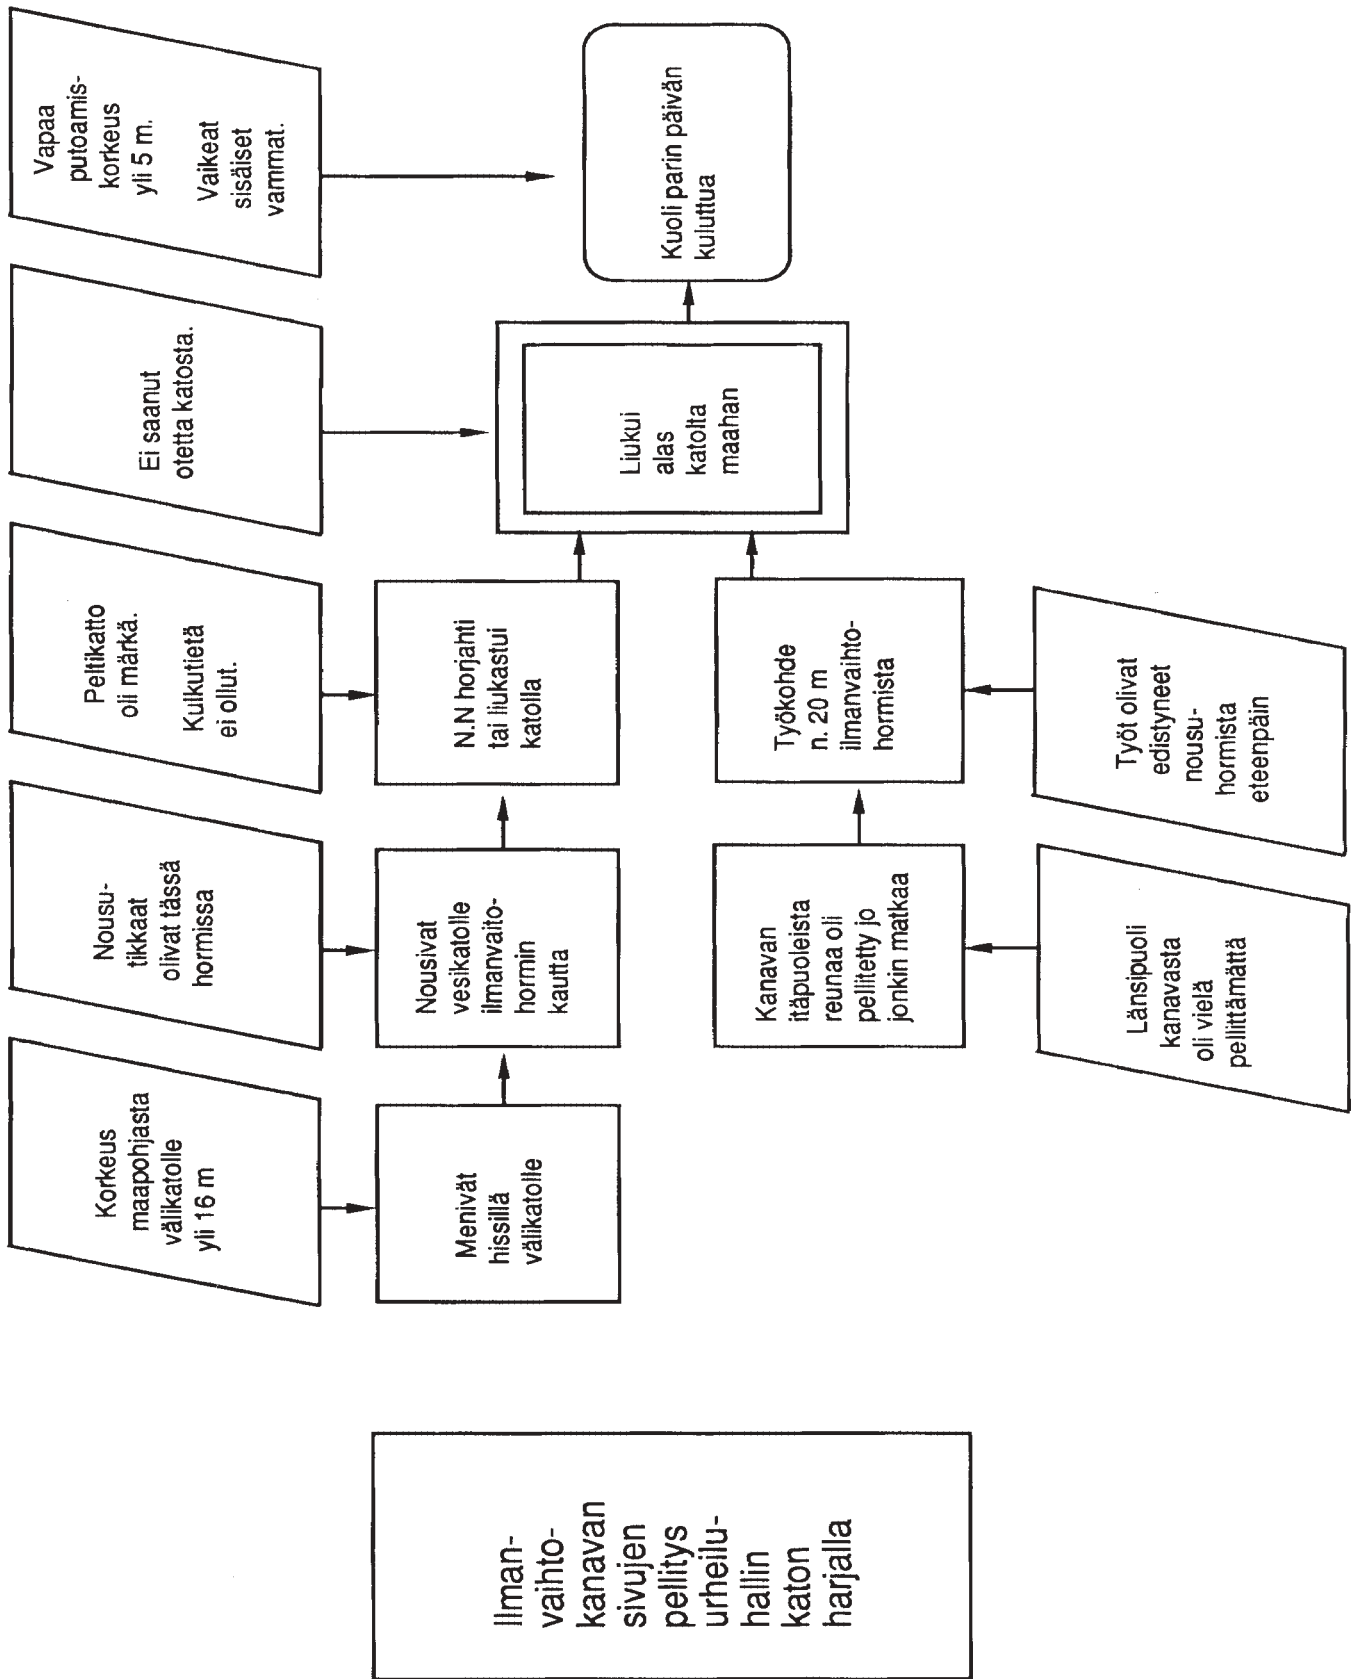 Ilman-
vaihto-
kanavan
sivujen
pellitys
urheilu-
hallin
katon
harjalla
Korkeus
maapohjasta
välikatolle
yli 16 m
Nousu-
tikkaat
olivat tässä
hormissa
Peltikatto
oli märkä.
Kulkutietä
ei ollut.
Ei saanut
otetta katosta.
Vapaa
putoamis-
korkeus
yli 5 m.
Vaikeat
sisäiset
vammat.
Menivät
hissillä
välikatolle
Nousivat
vesikatolle
ilmanvaito-
hormin
kautta
N.N horjahti
tai liukastui
katolla
Liukui
alas
katolta
maahan
Kuoli parin päivän
kuluttua
Kanavan
itäpuoleista
reunaa oli
pellitetty jo
jonkin matkaa
Työkohde
n. 20 m
ilmanvaihto-
hormista
Länsipuoli
kanavasta
oli vielä
pellittämättä
Työt olivat
edistyneet
nousu-
hormista
eteenpäin